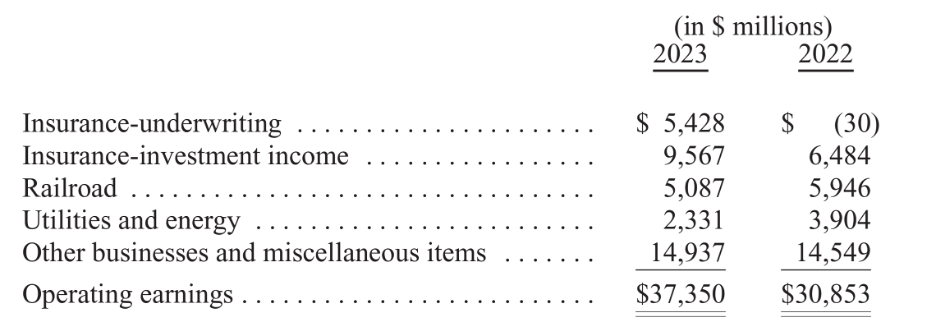 (in $ millions)
2023 2022
Insurance-underwriting ...................... $ 5,428 $ (30)
Insurance-investment income ................. 9,567 6,484
Railroad .................................. 5,087 5,946
Utilities and energy ......................... 2,331 3,904
Other businesses and miscellaneous items ....... 14,937 14,549
Operating earnings .......................... $37,350 $30,853